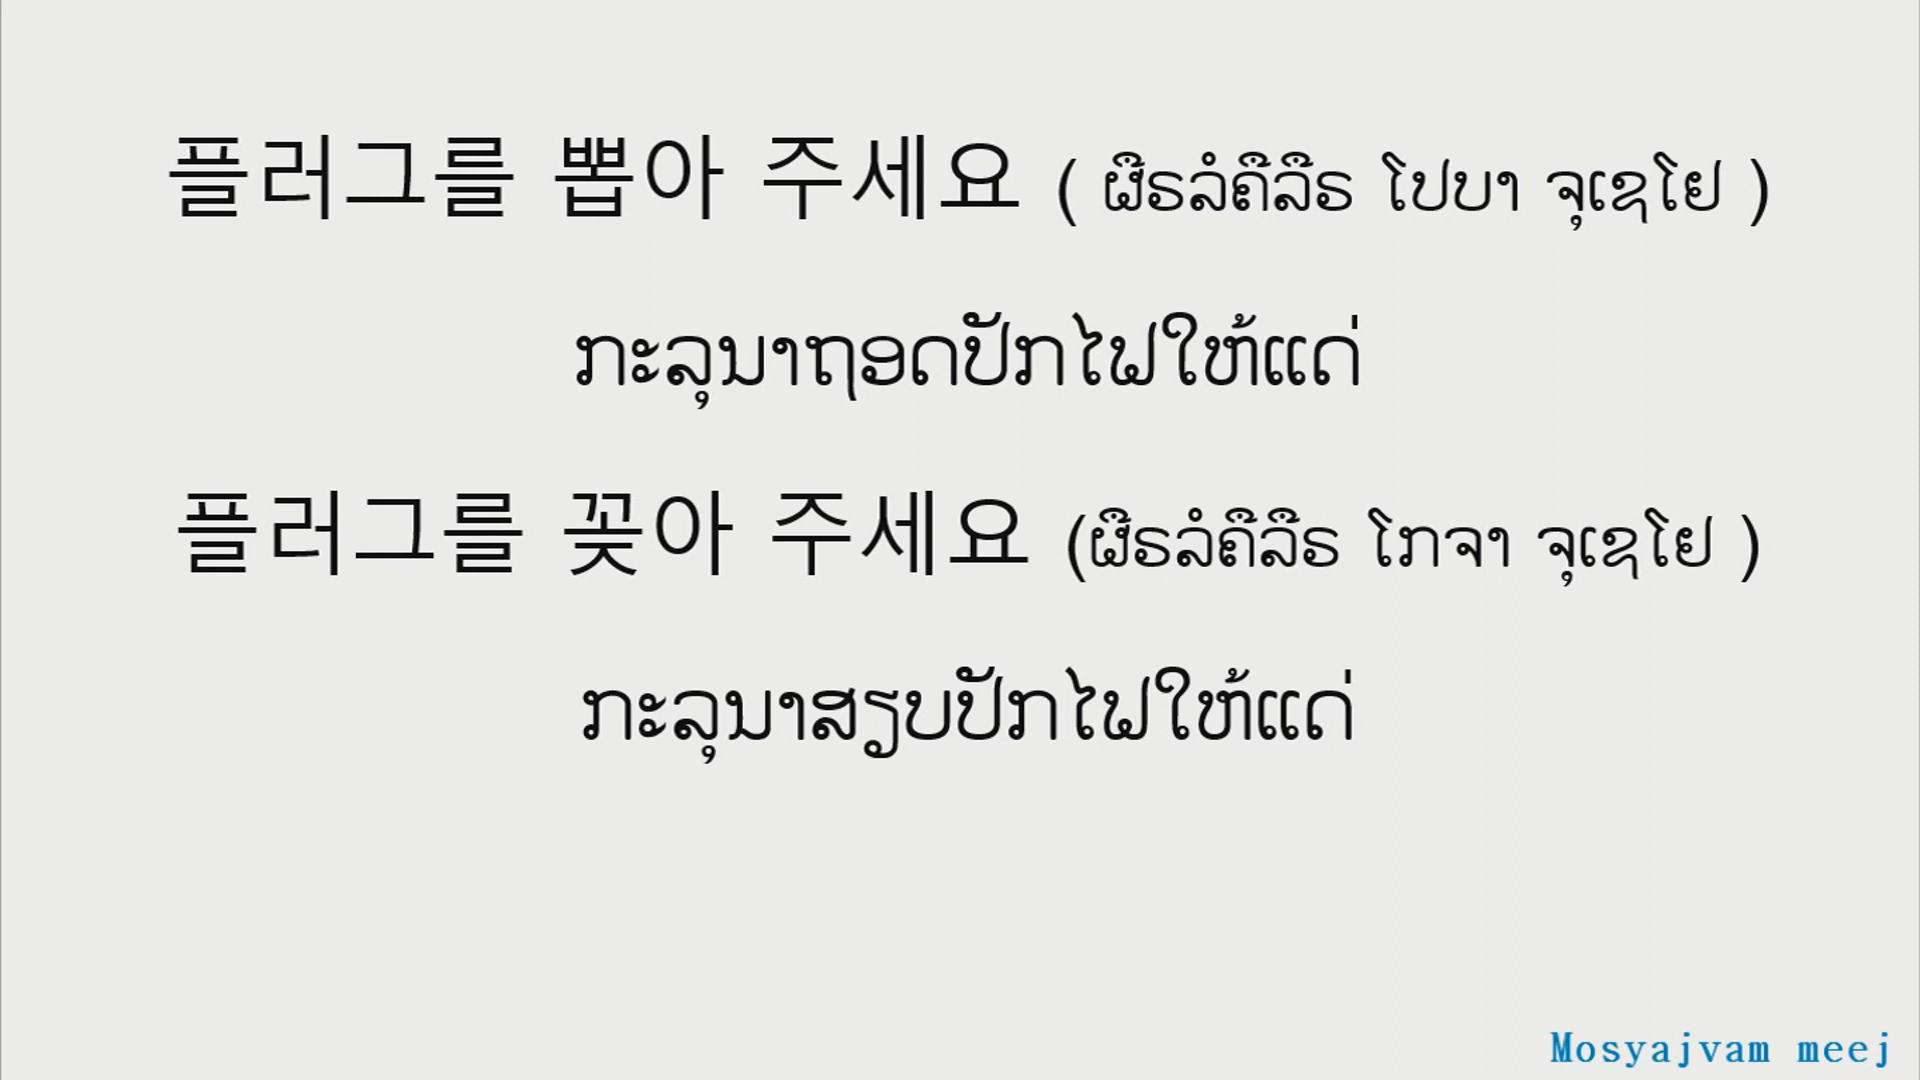 플러그를 뽑아 주세요 ( ຜືຣລໍຄືລືຣ ໂປບາ ຈຸເຊໂຢ )
ກະລຸນາຖອດປັກໄຟໃຫ້ແດ່
플러그를 꽂아 주세요 (ຜືຣລໍຄືລືຣ ໂກຈາ ຈຸເຊໂຢ )
ກະລຸນາສຽບປັກໄຟໃຫ້ແດ່
Mosyajvam meej